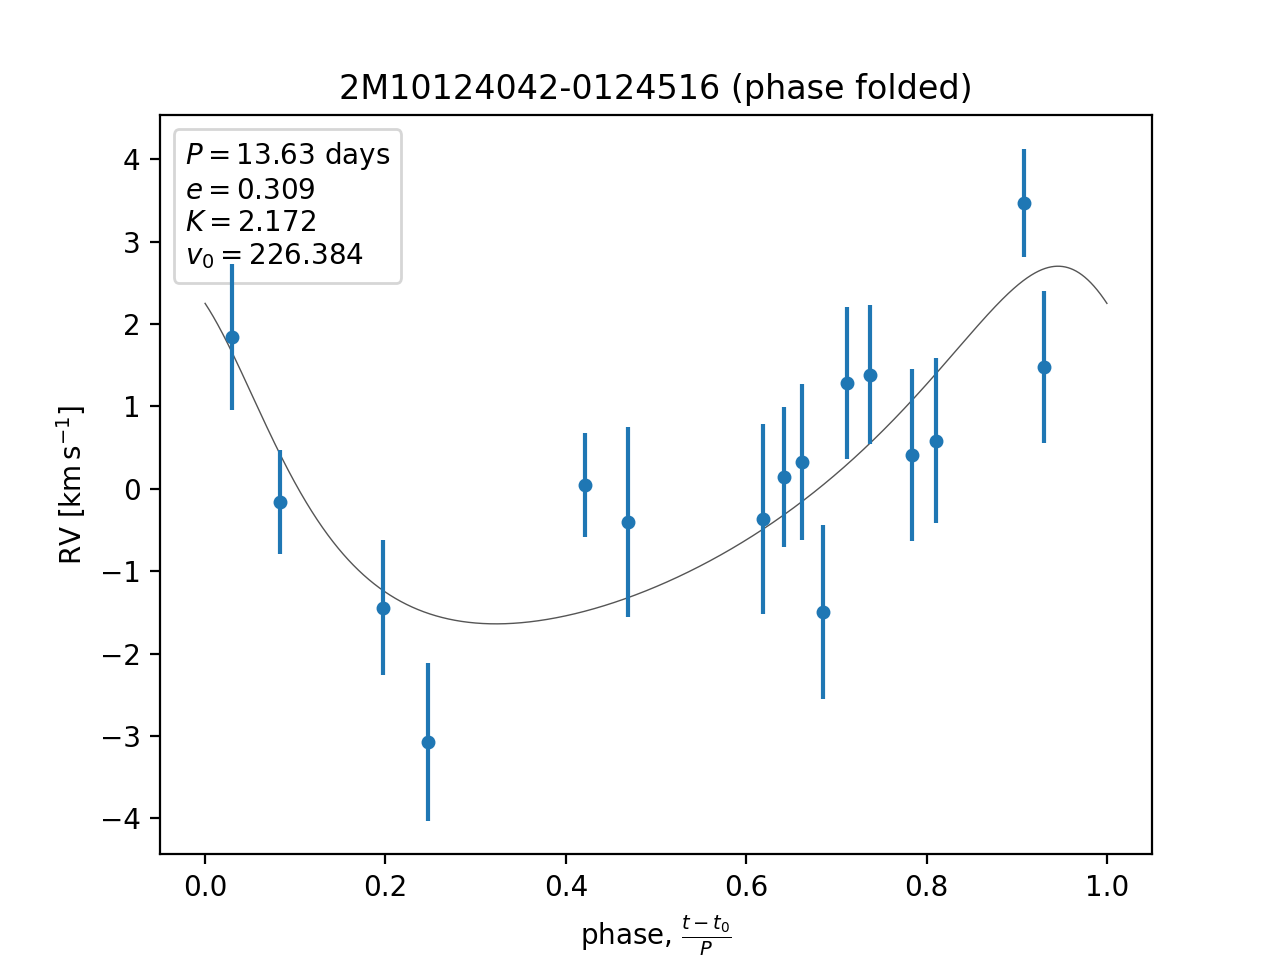 2M10124042-0124516 (phase folded)
P = 13.63 days
e = 0.309
K = 2.172
v₀ = 226.384
4
3
2
1
0
−1
−2
−3
−4
RV [km s⁻¹]
0.0 0.2 0.4 0.6 0.8 1.0
phase, (t − t₀)/P